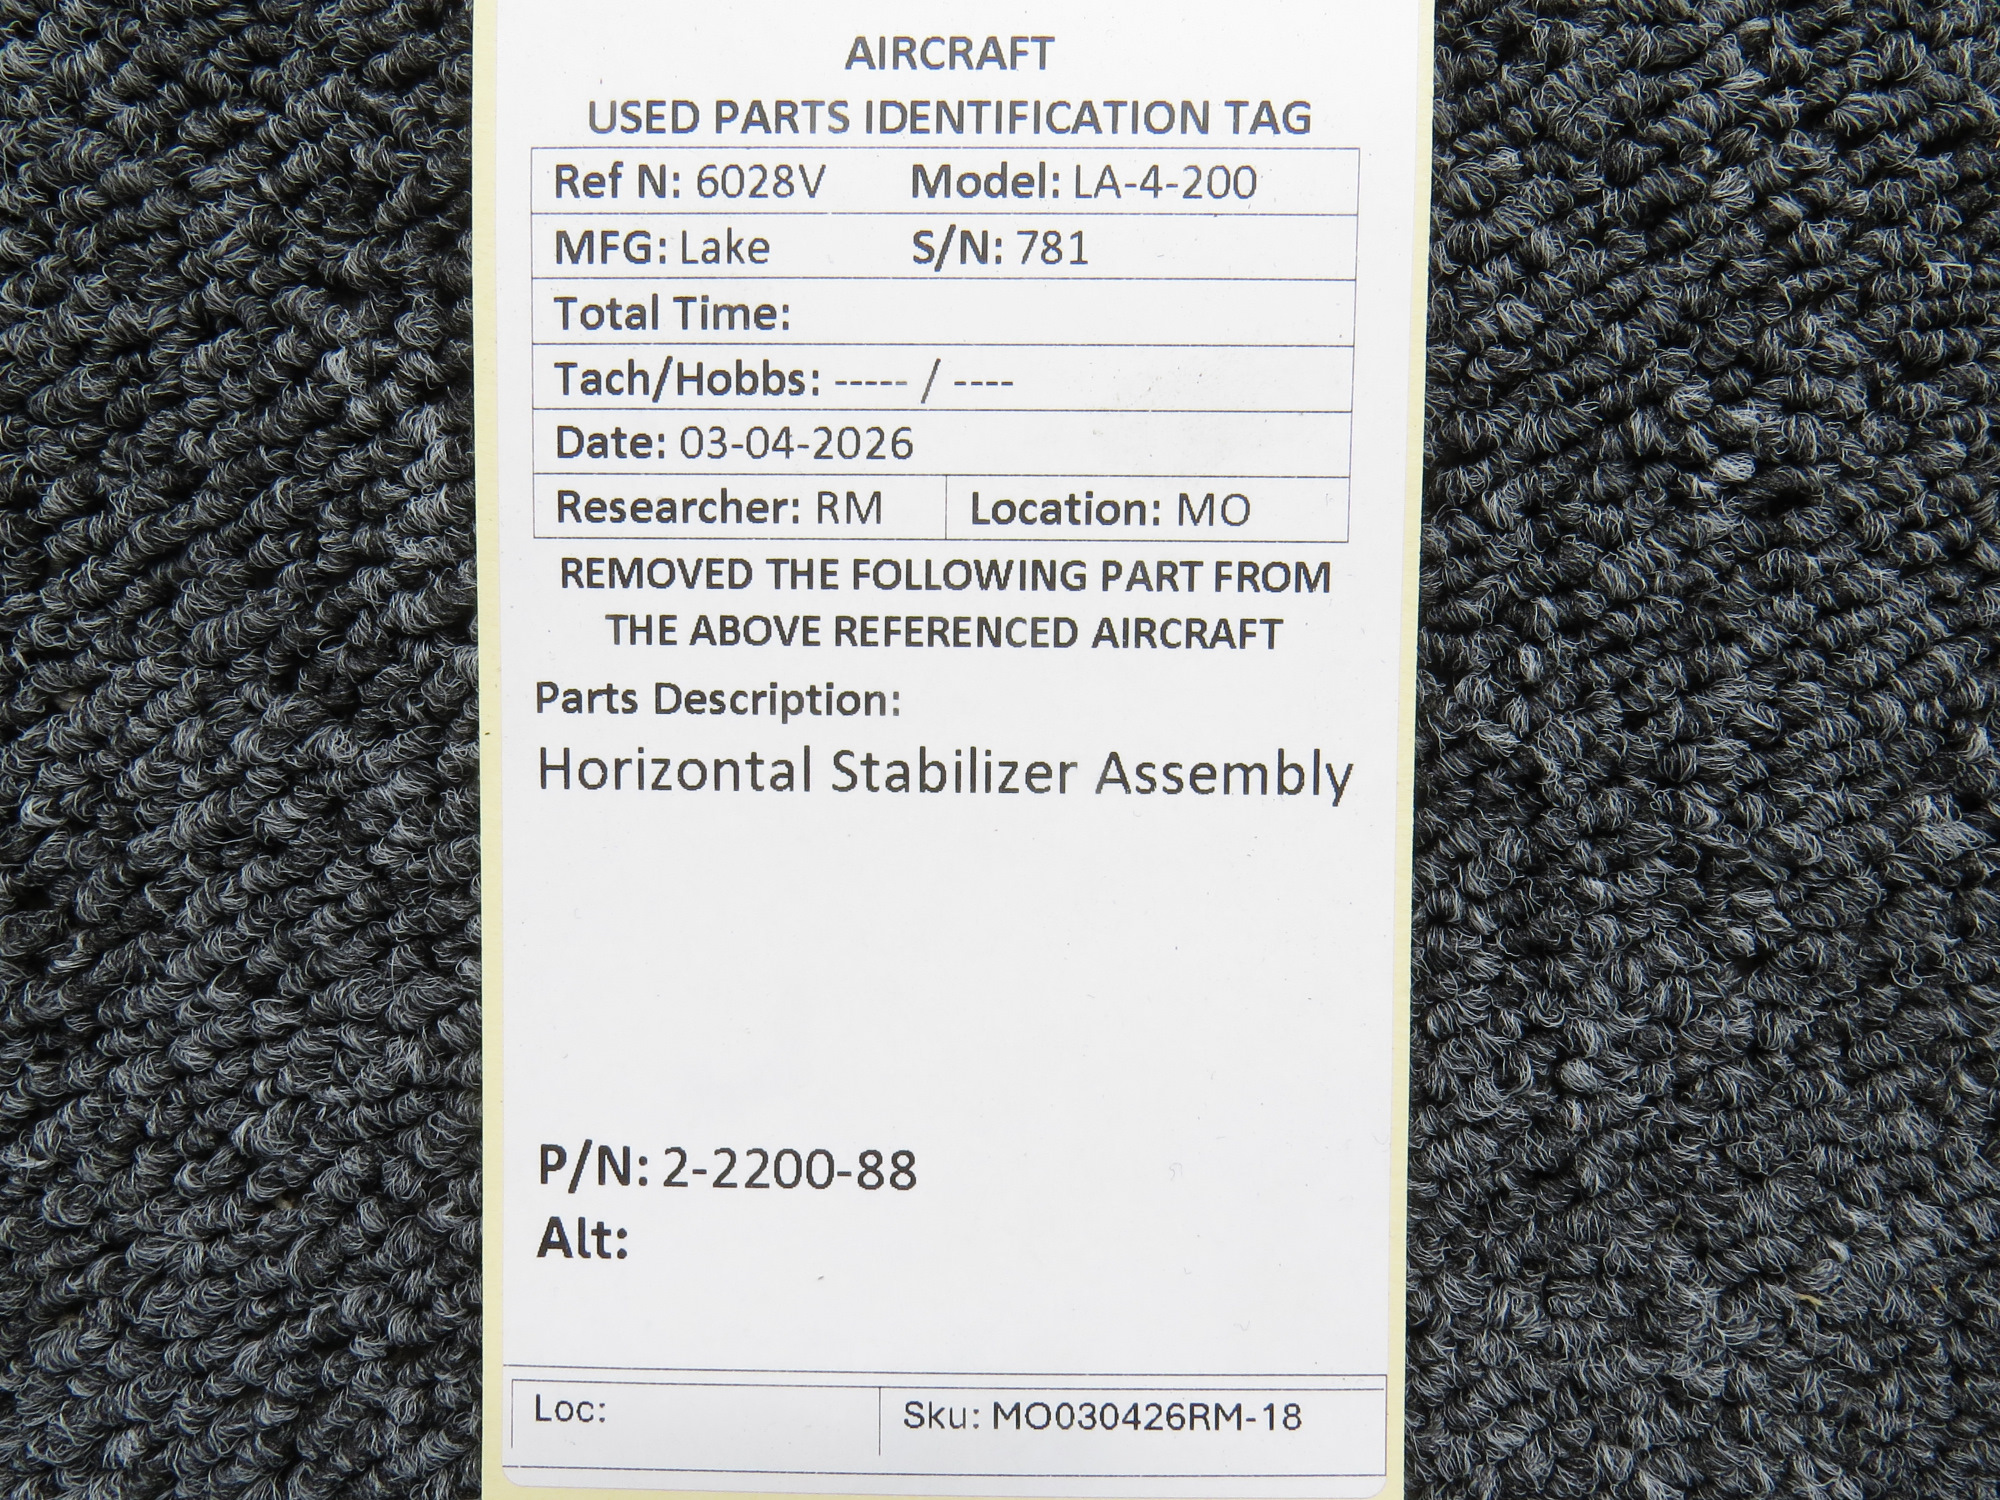 AIRCRAFT
USED PARTS IDENTIFICATION TAG
Ref N: 6028V Model: LA-4-200
MFG: Lake S/N: 781
Total Time:
Tach/Hobbs: ----- / ----
Date: 03-04-2026
Researcher: RM Location: MO
REMOVED THE FOLLOWING PART FROM
THE ABOVE REFERENCED AIRCRAFT
Parts Description:
Horizontal Stabilizer Assembly
P/N: 2-2200-88
Alt:
Loc: Sku: MO030426RM-18